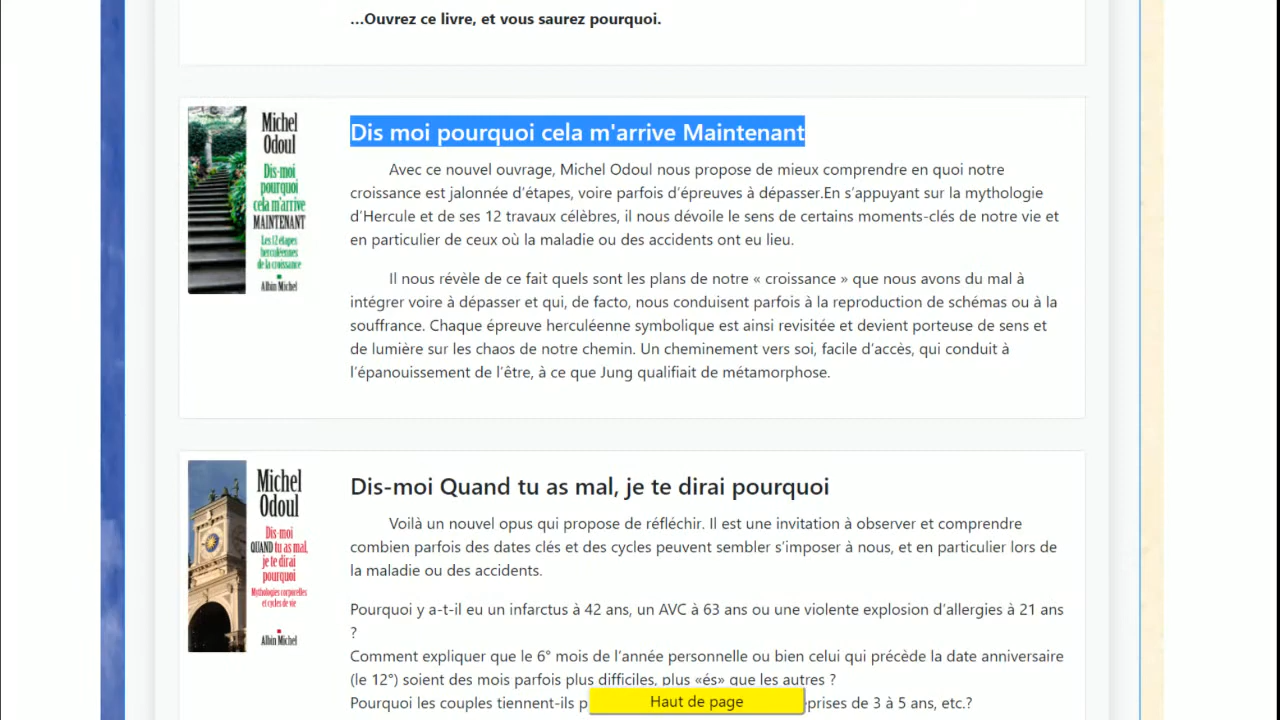 ...Ouvrez ce livre, et vous saurez pourquoi.
Michel
Odoul
Dis-moi
pourquoi
cela m'arrive
MAINTENANT
Les 12 étapes
herculéennes
de la croissance
Albin Michel
Dis moi pourquoi cela m'arrive Maintenant
Avec ce nouvel ouvrage, Michel Odoul nous propose de mieux comprendre en quoi notre
croissance est jalonnée d’étapes, voire parfois d’épreuves à dépasser.En s’appuyant sur la mythologie
d’Hercule et de ses 12 travaux célèbres, il nous dévoile le sens de certains moments-clés de notre vie et
en particulier de ceux où la maladie ou des accidents ont eu lieu.
Il nous révèle de ce fait quels sont les plans de notre « croissance » que nous avons du mal à
intégrer voire à dépasser et qui, de facto, nous conduisent parfois à la reproduction de schémas ou à la
souffrance. Chaque épreuve herculéenne symbolique est ainsi revisitée et devient porteuse de sens et
de lumière sur les chaos de notre chemin. Un cheminement vers soi, facile d’accès, qui conduit à
l’épanouissement de l’être, à ce que Jung qualifiait de métamorphose.
Michel
Odoul
Dis-moi
QUAND tu as mal,
je te dirai
pourquoi
Mythologies corporelles
et cycles de vie
Albin Michel
Dis-moi Quand tu as mal, je te dirai pourquoi
Voilà un nouvel opus qui propose de réfléchir. Il est une invitation à observer et comprendre
combien parfois des dates clés et des cycles peuvent sembler s’imposer à nous, et en particulier lors de
la maladie ou des accidents.
Pourquoi y a-t-il eu un infarctus à 42 ans, un AVC à 63 ans ou une violente explosion d’allergies à 21 ans
?
Comment expliquer que le 6° mois de l’année personnelle ou bien celui qui précède la date anniversaire
(le 12°) soient des mois parfois plus difficiles, plus «és» que les autres ?
Pourquoi les couples tiennent-ils p
prises de 3 à 5 ans, etc.?
Haut de page